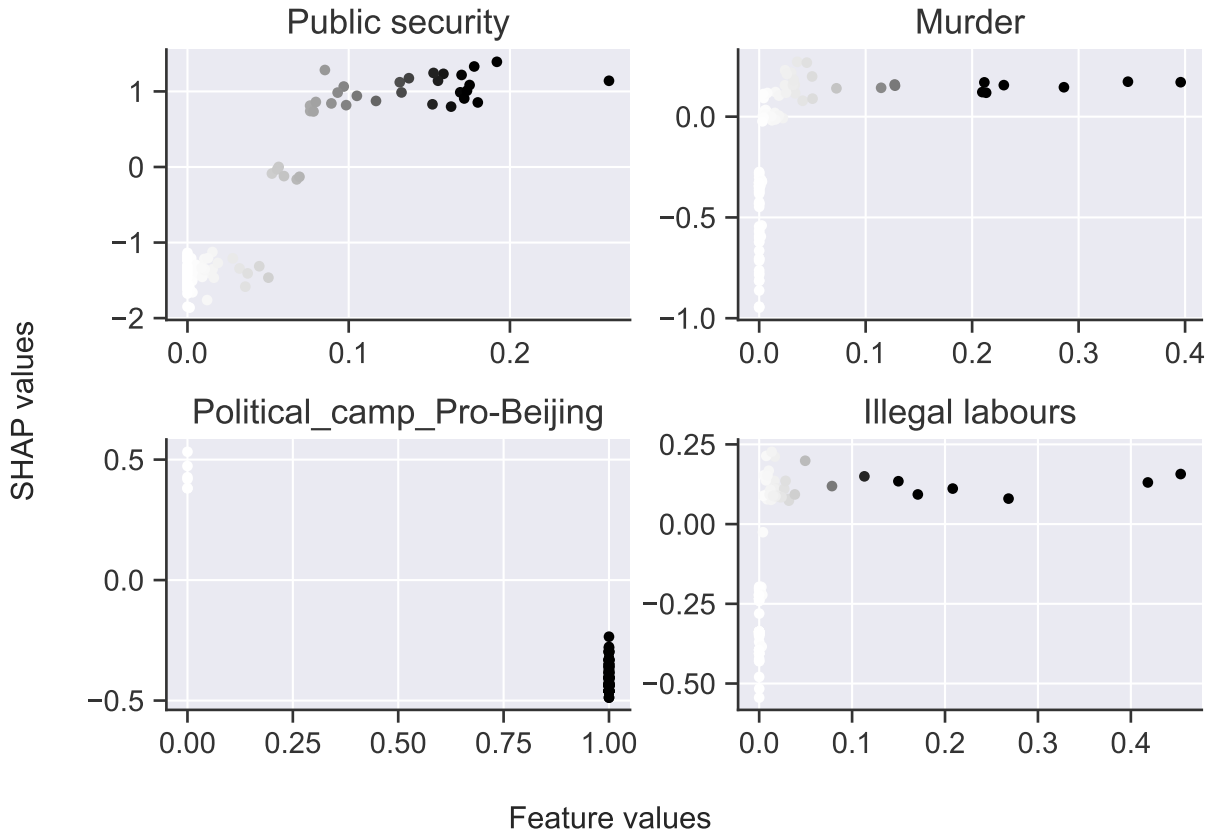 Public security
Murder
1
0
−1
−2
0.0
−0.5
−1.0
0.0 0.1 0.2
0.0 0.1 0.2 0.3 0.4
SHAP values
Political_camp_Pro-Beijing
Illegal labours
0.5
0.0
−0.5
0.25
0.00
−0.25
−0.50
0.00 0.25 0.50 0.75 1.00
0.0 0.1 0.2 0.3 0.4
Feature values